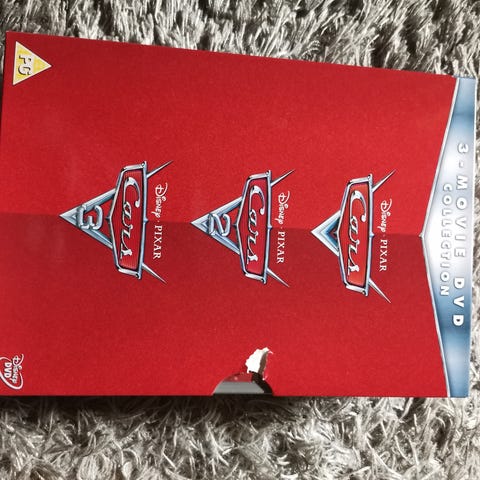 3-MOVIE DVD
COLLECTION
DISNEY · PIXAR
Cars
DISNEY · PIXAR
Cars
2
DISNEY · PIXAR
Cars
3
PG
DISNEY
DVD